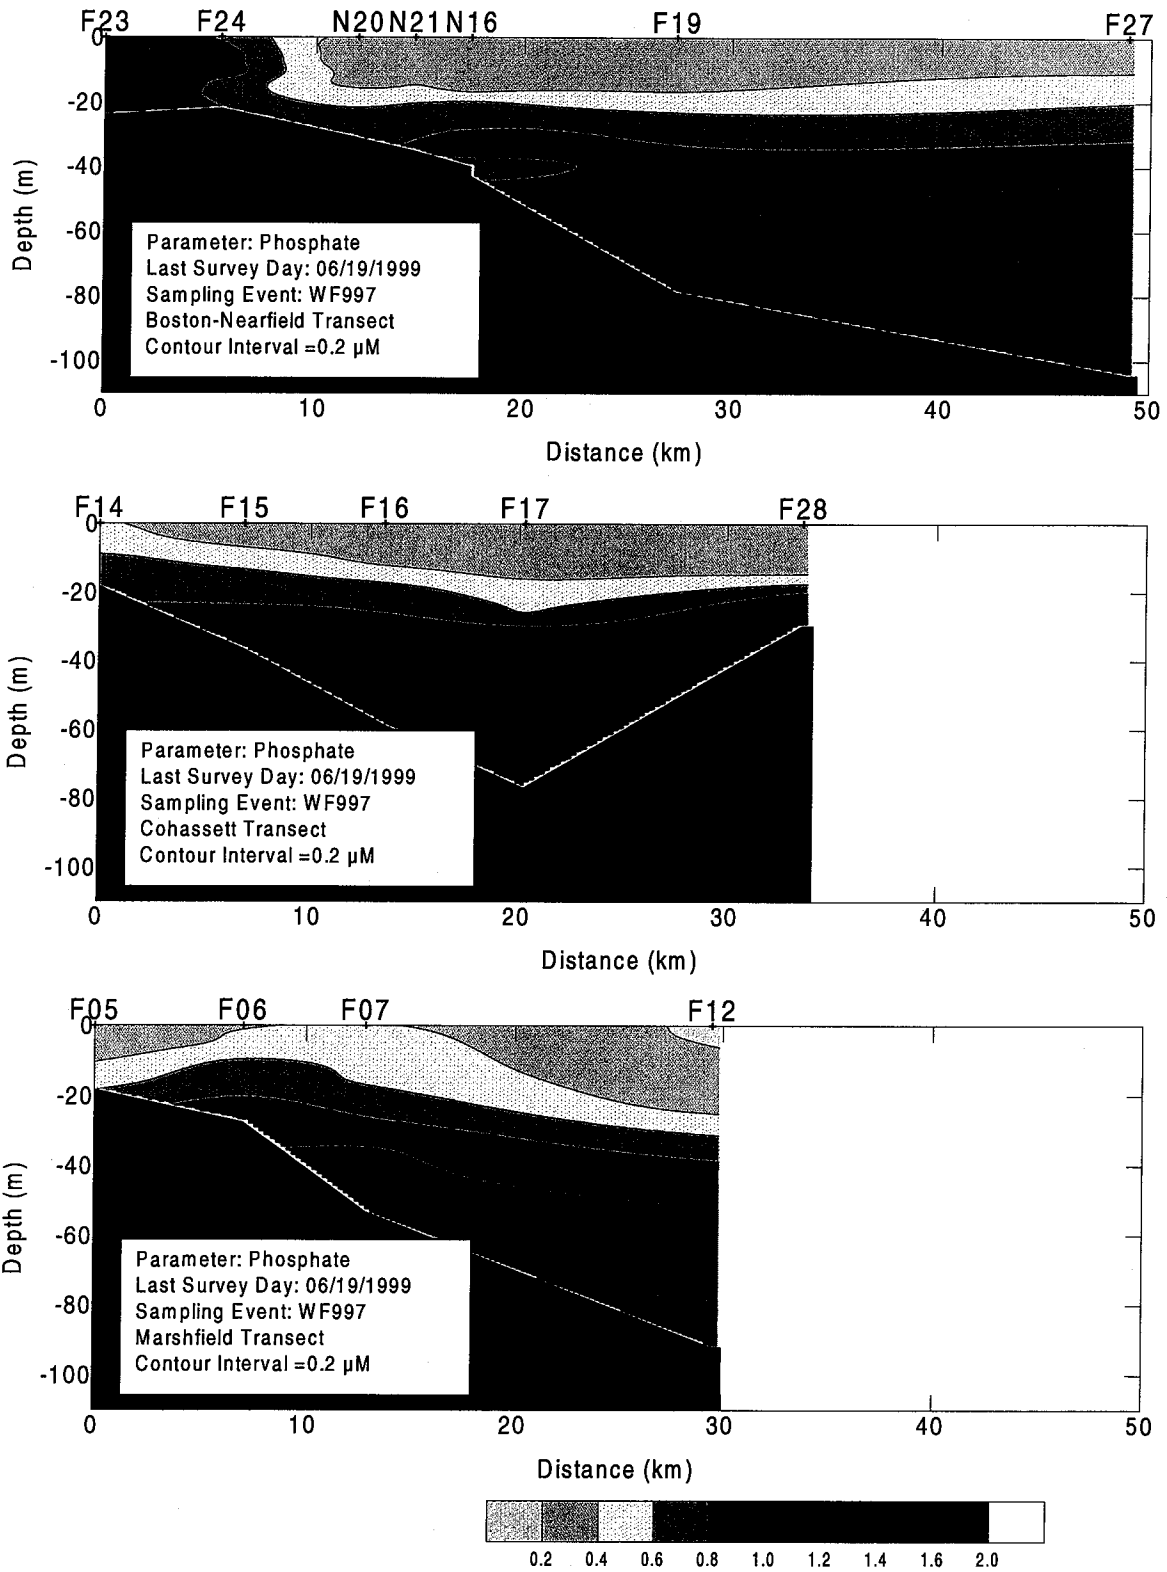 F23 F24 N20 N21 N16 F19 F27
0
-20
-40
-60
-80
-100
Depth (m)
Parameter: Phosphate
Last Survey Day: 06/19/1999
Sampling Event: WF997
Boston-Nearfield Transect
Contour Interval =0.2 µM
0 10 20 30 40 50
Distance (km)
F14 F15 F16 F17 F28
0
-20
-40
-60
-80
-100
Depth (m)
Parameter: Phosphate
Last Survey Day: 06/19/1999
Sampling Event: WF997
Cohassett Transect
Contour Interval =0.2 µM
0 10 20 30 40 50
Distance (km)
F05 F06 F07 F12
0
-20
-40
-60
-80
-100
Depth (m)
Parameter: Phosphate
Last Survey Day: 06/19/1999
Sampling Event: WF997
Marshfield Transect
Contour Interval =0.2 µM
0 10 20 30 40 50
Distance (km)
0.2 0.4 0.6 0.8 1.0 1.2 1.4 1.6 2.0